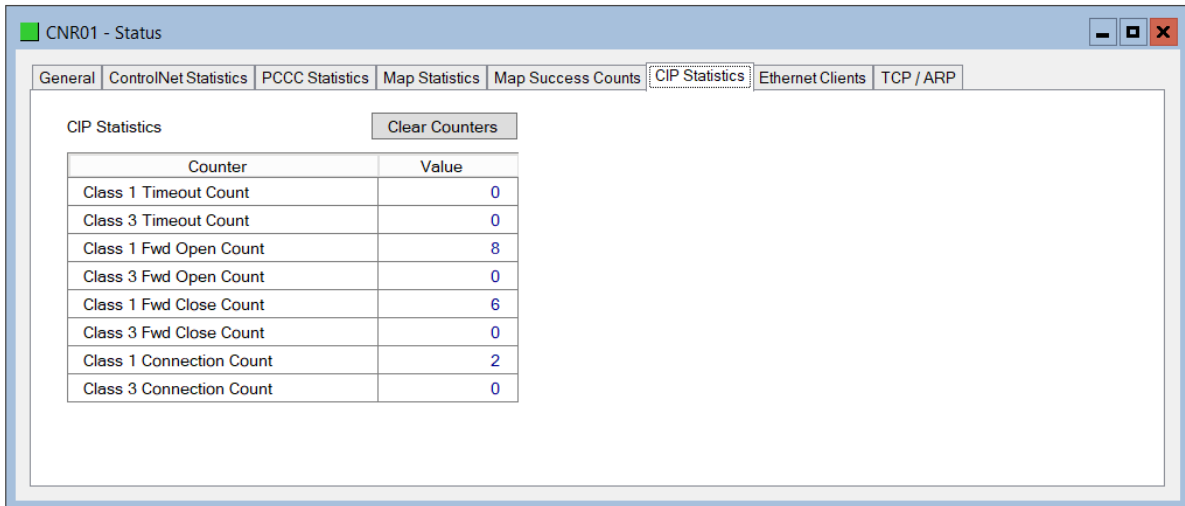 CNR01 - Status
General ControlNet Statistics PCCC Statistics Map Statistics Map Success Counts CIP Statistics Ethernet Clients TCP / ARP
CIP Statistics Clear Counters
Counter Value
Class 1 Timeout Count 0
Class 3 Timeout Count 0
Class 1 Fwd Open Count 8
Class 3 Fwd Open Count 0
Class 1 Fwd Close Count 6
Class 3 Fwd Close Count 0
Class 1 Connection Count 2
Class 3 Connection Count 0